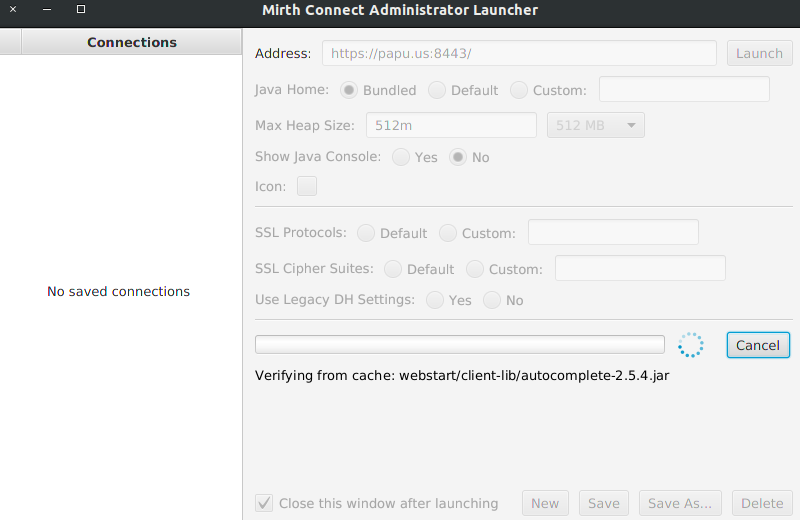 Mirth Connect Administrator Launcher
Connections
No saved connections
Address: https://papu.us:8443/ Launch
Java Home: Bundled Default Custom:
Max Heap Size: 512m 512 MB
Show Java Console: Yes No
Icon:
SSL Protocols: Default Custom:
SSL Cipher Suites: Default Custom:
Use Legacy DH Settings: Yes No
Cancel
Verifying from cache: webstart/client-lib/autocomplete-2.5.4.jar
Close this window after launching New Save Save As... Delete